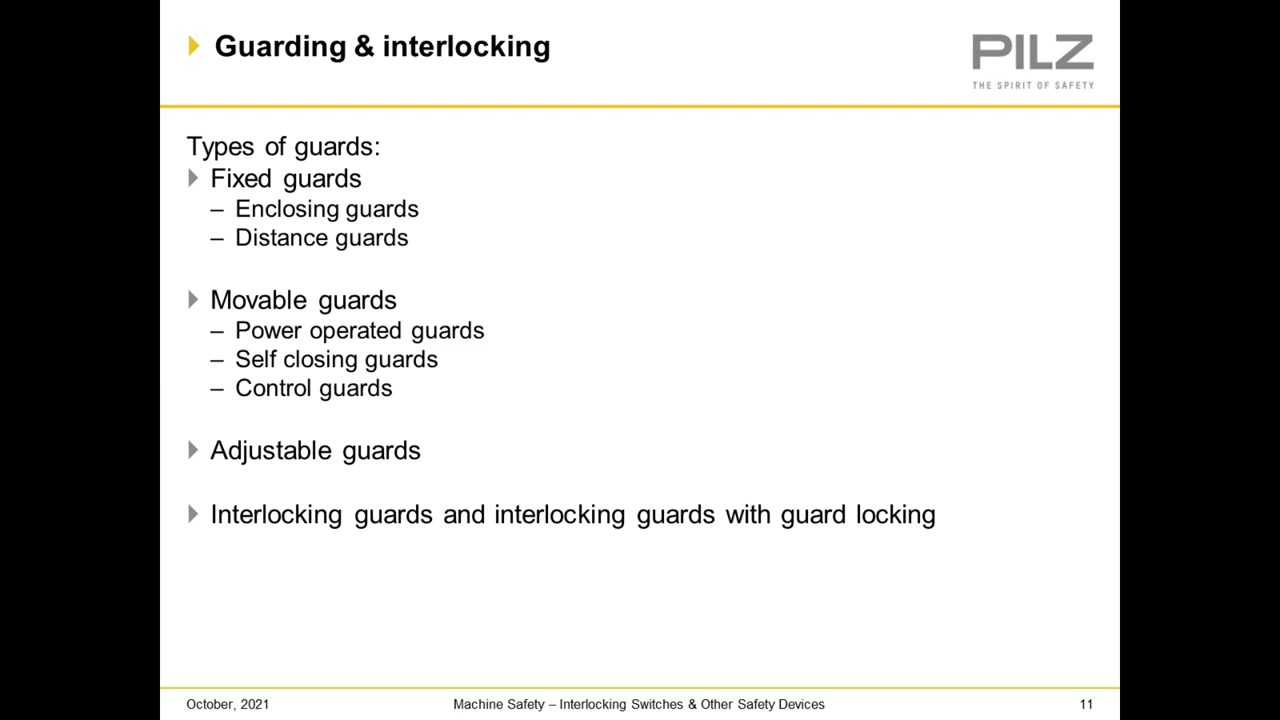 Guarding & interlocking
PILZ
THE SPIRIT OF SAFETY
Types of guards:
Fixed guards
– Enclosing guards
– Distance guards
Movable guards
– Power operated guards
– Self closing guards
– Control guards
Adjustable guards
Interlocking guards and interlocking guards with guard locking
October, 2021
Machine Safety – Interlocking Switches & Other Safety Devices
11